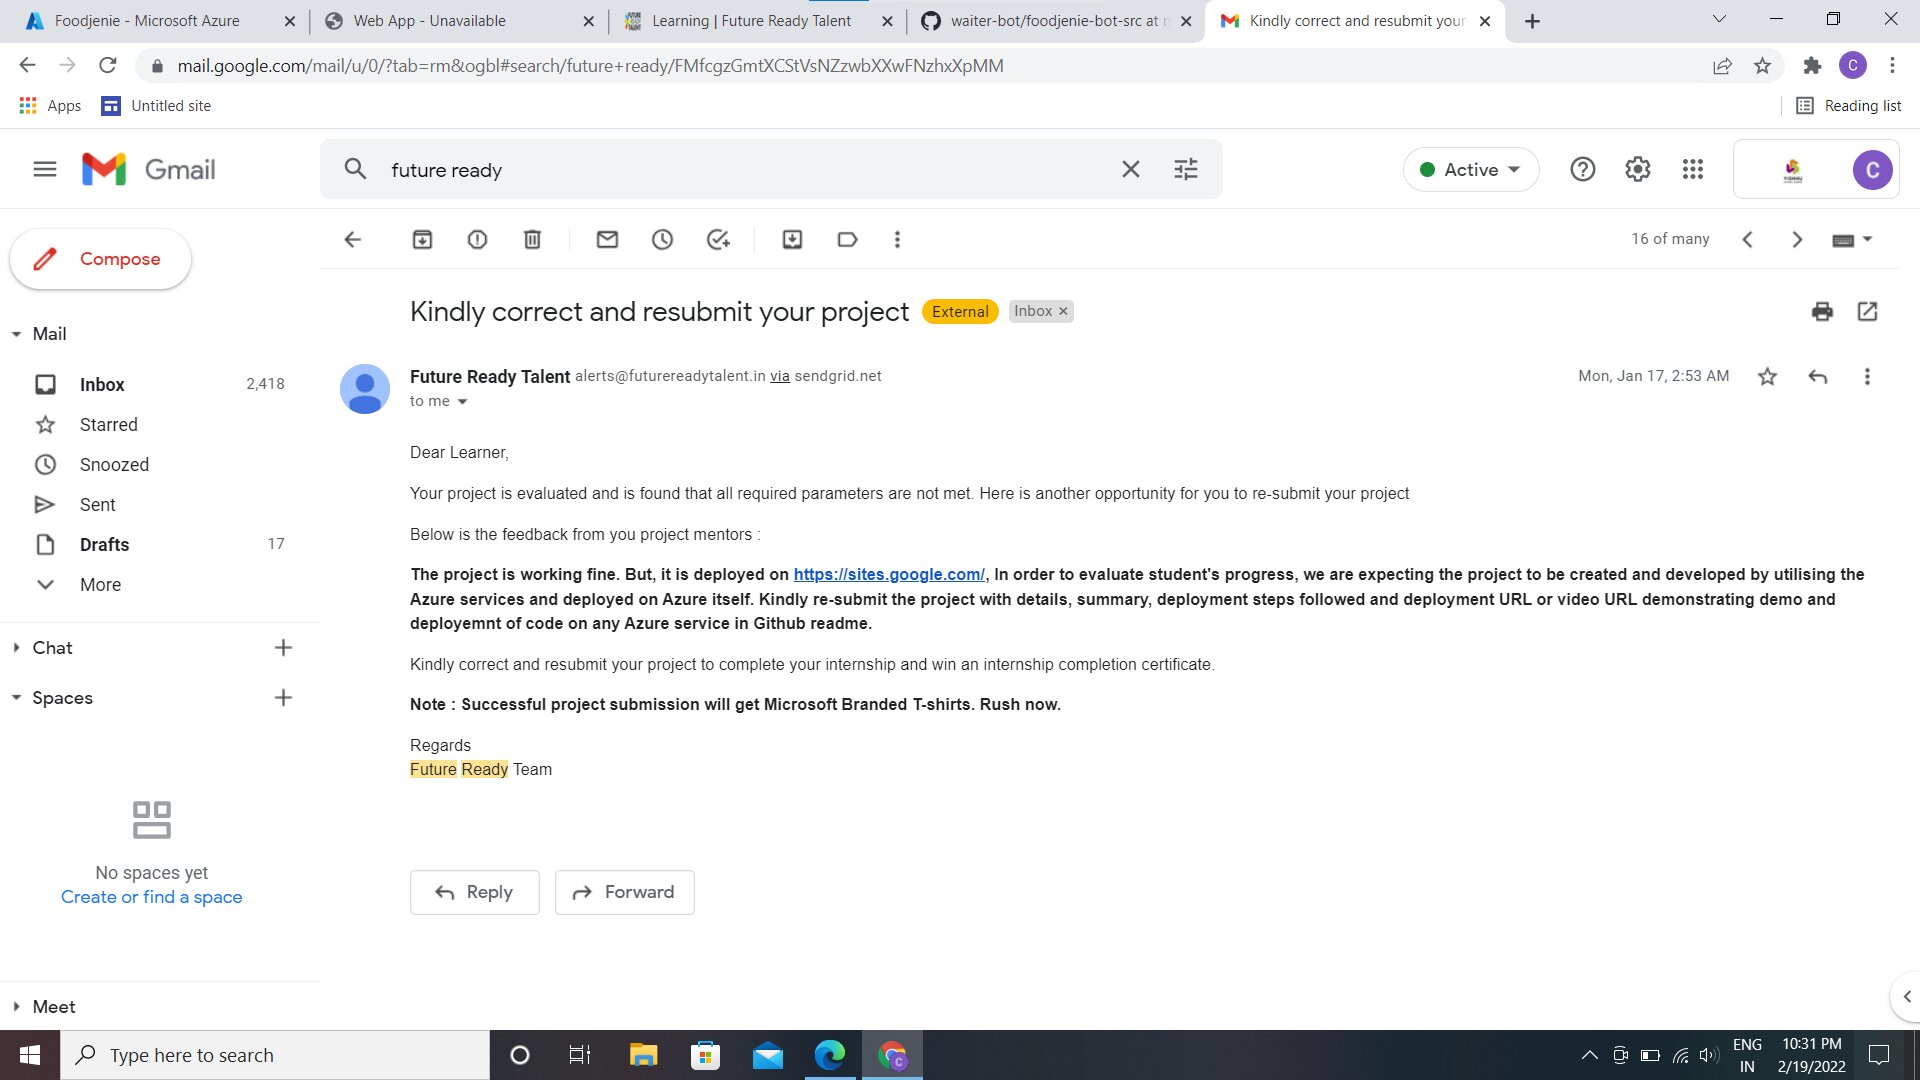 Foodjenie - Microsoft Azure
Web App - Unavailable
Learning | Future Ready Talent
waiter-bot/foodjenie-bot-src at m
Kindly correct and resubmit your
mail.google.com/mail/u/0/?tab=rm&ogbl#search/future+ready/FMfcgzGmtXCStVsNZzwbXXwFNzhxXpMM
C
Apps
Untitled site
Reading list
Gmail
future ready
Active
C
Compose
16 of many
Kindly correct and resubmit your project
External
Inbox ×
Mail
Inbox 2,418
Starred
Snoozed
Sent
Drafts 17
More
Chat
Spaces
No spaces yet
Create or find a space
Meet
Future Ready Talent alerts@futurereadytalent.in via sendgrid.net
Mon, Jan 17, 2:53 AM
to me
Dear Learner,
Your project is evaluated and is found that all required parameters are not met. Here is another opportunity for you to re-submit your project
Below is the feedback from you project mentors :
The project is working fine. But, it is deployed on https://sites.google.com/, In order to evaluate student's progress, we are expecting the project to be created and developed by utilising the
Azure services and deployed on Azure itself. Kindly re-submit the project with details, summary, deployment steps followed and deployment URL or video URL demonstrating demo and
deployemnt of code on any Azure service in Github readme.
Kindly correct and resubmit your project to complete your internship and win an internship completion certificate.
Note : Successful project submission will get Microsoft Branded T-shirts. Rush now.
Regards
Future Ready Team
Reply
Forward
Type here to search
ENG
IN
10:31 PM
2/19/2022